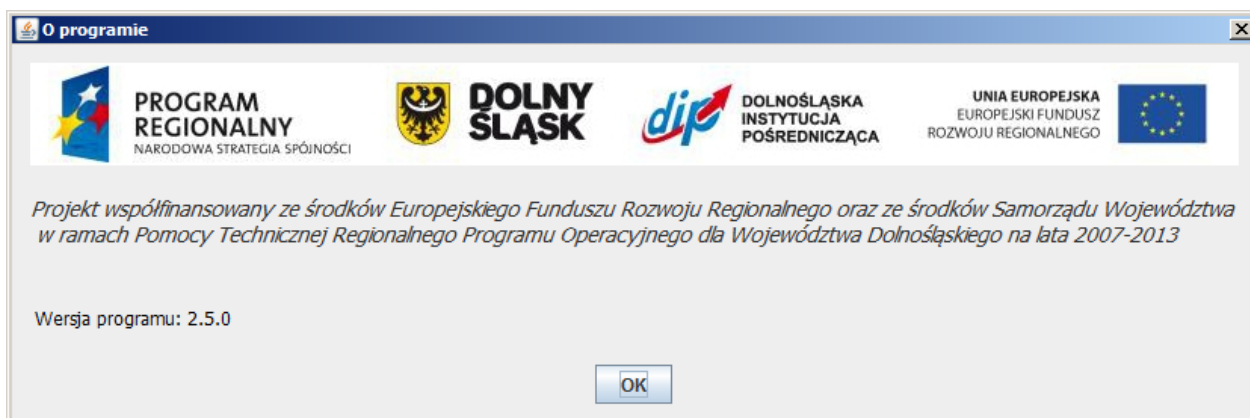 O programie
PROGRAM
REGIONALNY
NARODOWA STRATEGIA SPÓJNOŚCI
DOLNY
ŚLĄSK
dip
DOLNOŚLĄSKA
INSTYTUCJA
POŚREDNICZĄCA
UNIA EUROPEJSKA
EUROPEJSKI FUNDUSZ
ROZWOJU REGIONALNEGO
Projekt współfinansowany ze środków Europejskiego Funduszu Rozwoju Regionalnego oraz ze środków Samorządu Województwa
w ramach Pomocy Technicznej Regionalnego Programu Operacyjnego dla Województwa Dolnośląskiego na lata 2007-2013
Wersja programu: 2.5.0
OK